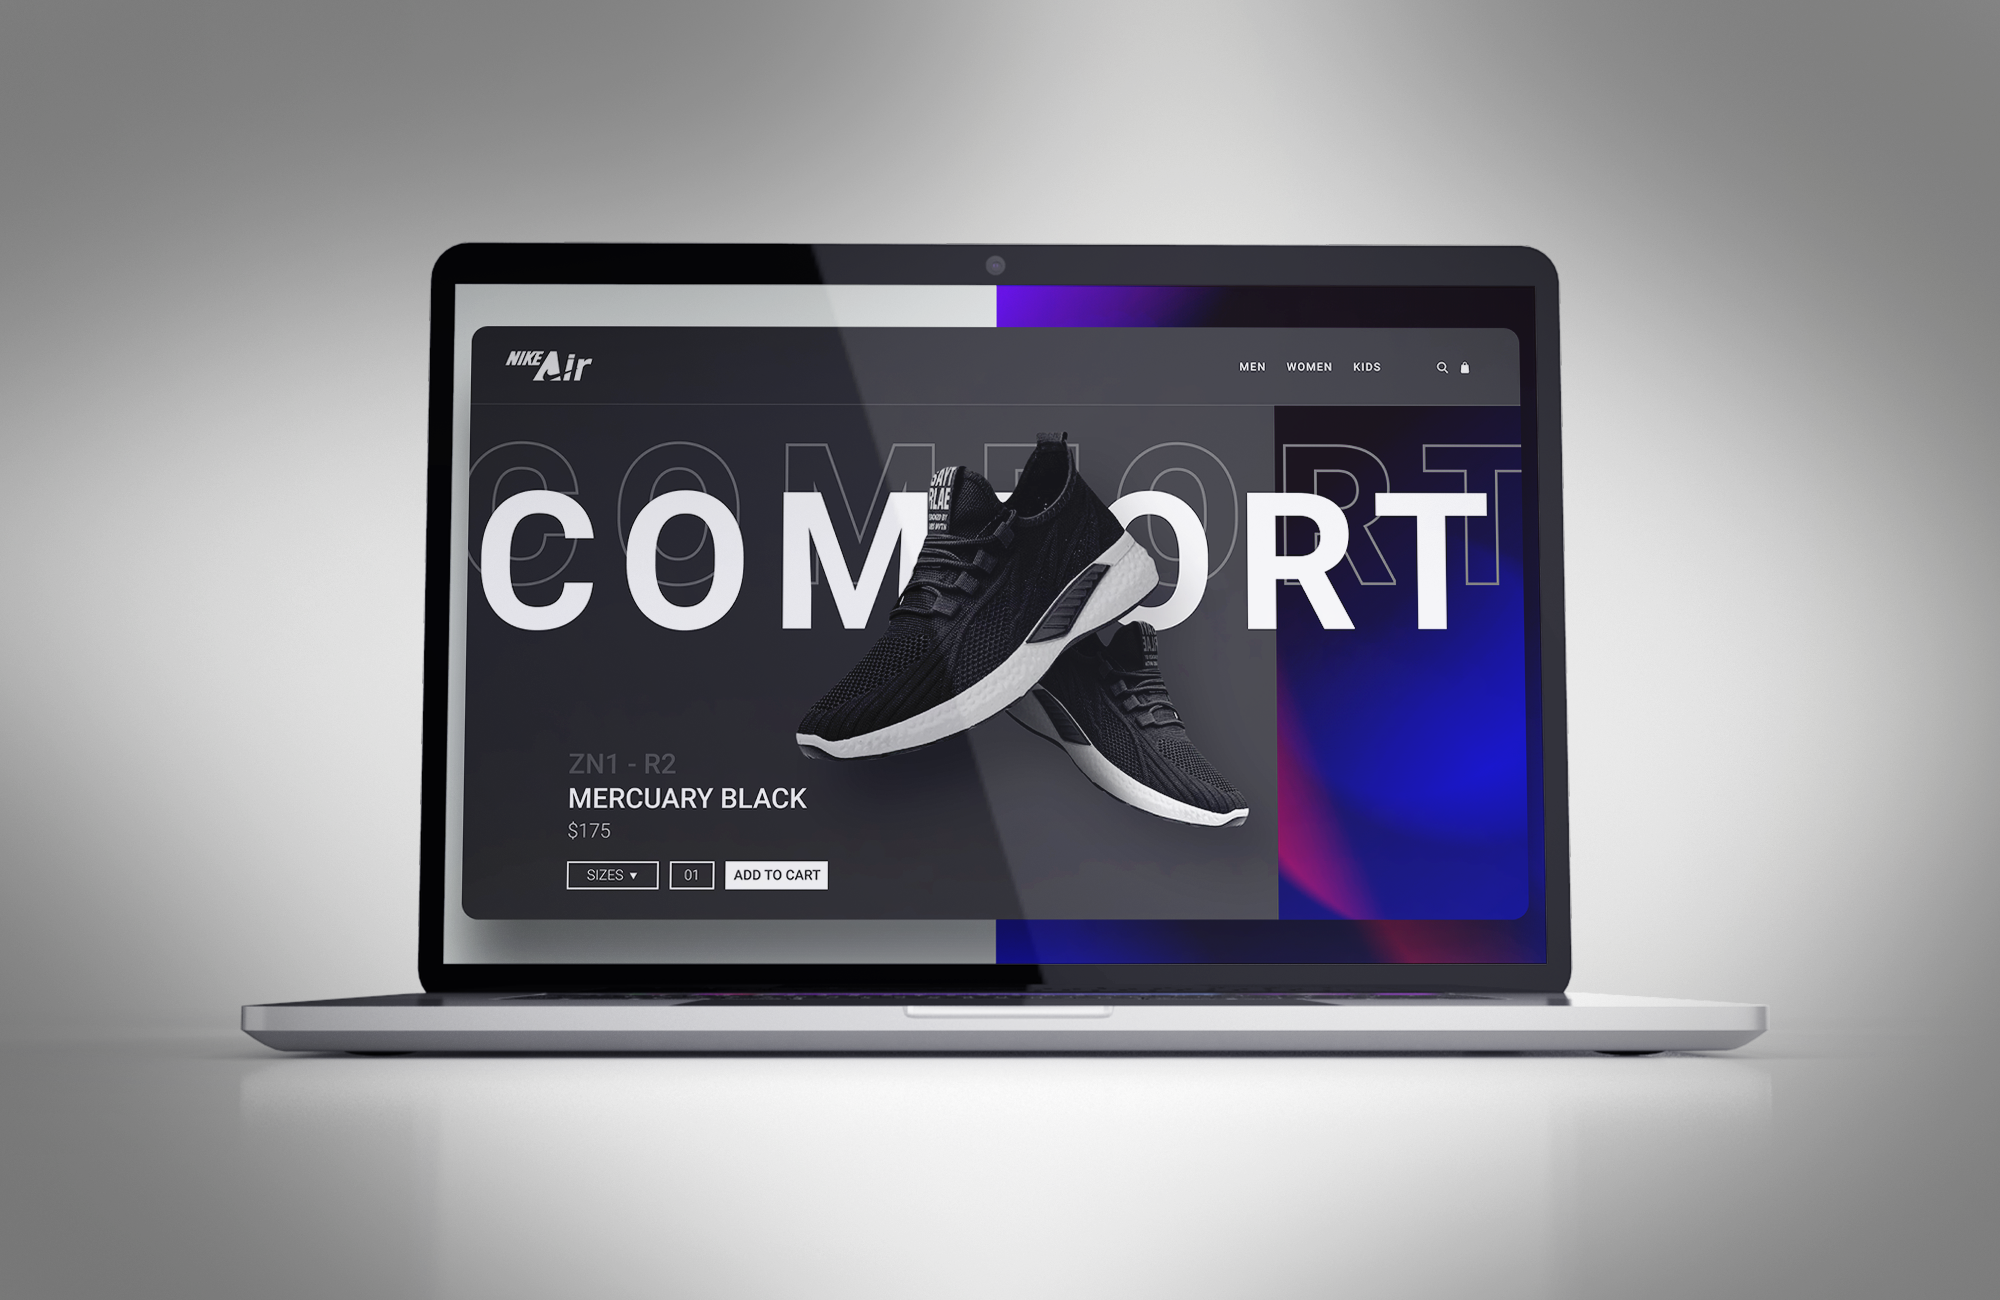 NIKE Air
MEN WOMEN KIDS
COMFORT
COMFORT
ZN1 - R2
MERCUARY BLACK
$175
SIZES ▾ 01 ADD TO CART